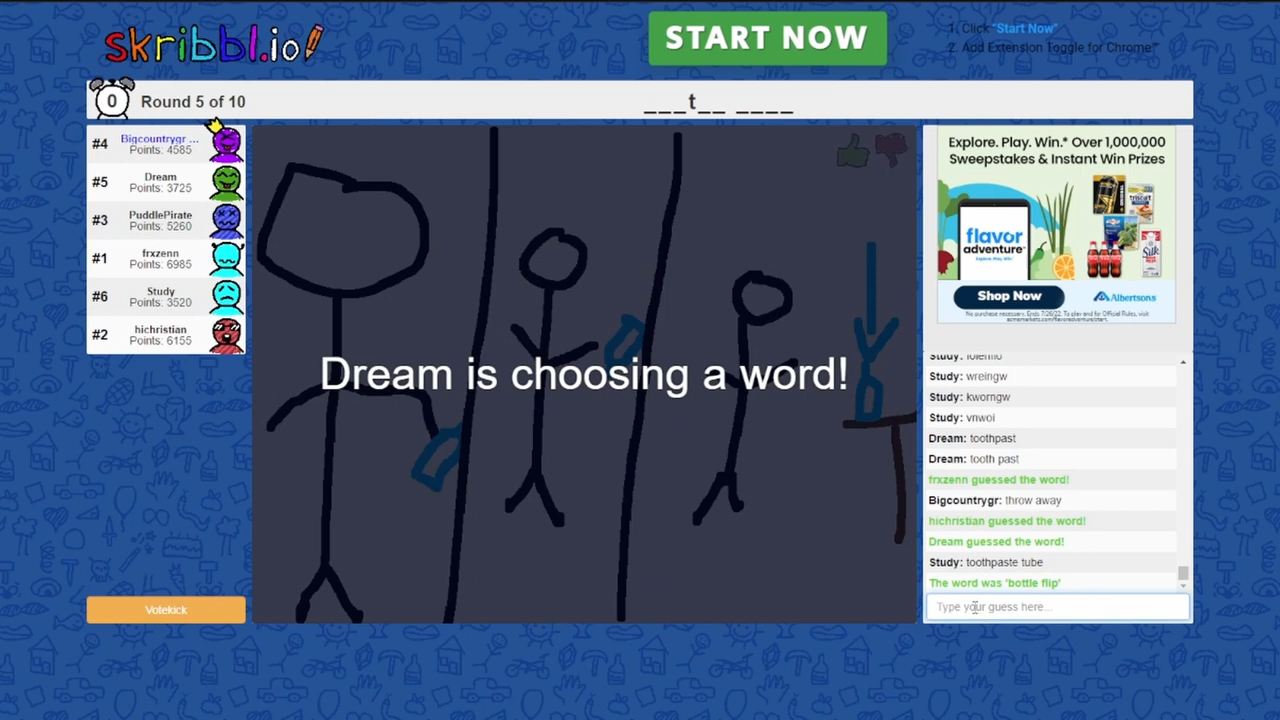 skribbl.io
START NOW
1. Click "Start Now"
2. Add Extension Toggle for Chrome™
0
Round 5 of 10
___t__ ____
#4
Bigcountrygr ...
Points: 4585
#5
Dream
Points: 3725
#3
PuddlePirate
Points: 5260
#1
frxzenn
Points: 6985
#6
Study
Points: 3520
#2
hichristian
Points: 6155
Votekick
Dream is choosing a word!
Explore. Play. Win.* Over 1,000,000
Sweepstakes & Instant Win Prizes
flavor
adventure™
Explore. Play. Win.*
Shop Now
Albertsons
Study: wreingw
Study: kworngw
Study: vnwoi
Dream: toothpast
Dream: tooth past
frxzenn guessed the word!
Bigcountrygr: throw away
hichristian guessed the word!
Dream guessed the word!
Study: toothpaste tube
The word was 'bottle flip'
Type your guess here...